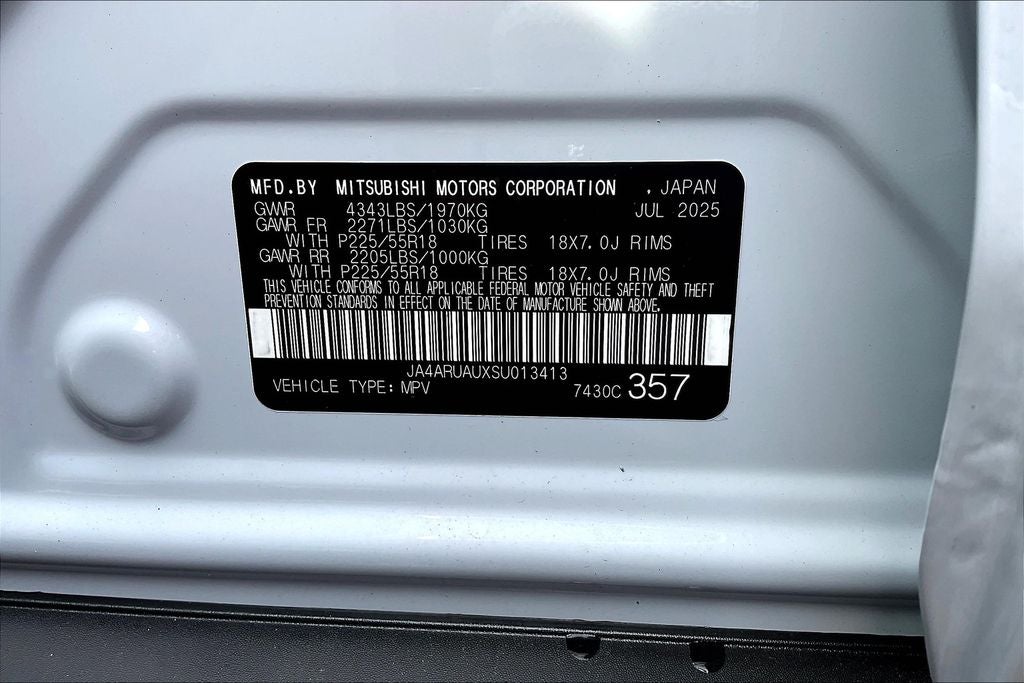 MFD.BY MITSUBISHI MOTORS CORPORATION , JAPAN
GVWR 4343LBS/1970KG JUL 2025
GAWR FR 2271LBS/1030KG
WITH P225/55R18 TIRES 18X7.0J RIMS
GAWR RR 2205LBS/1000KG
WITH P225/55R18 TIRES 18X7.0J RIMS
THIS VEHICLE CONFORMS TO ALL APPLICABLE FEDERAL MOTOR VEHICLE SAFETY AND THEFT
PREVENTION STANDARDS IN EFFECT ON THE DATE OF MANUFACTURE SHOWN ABOVE.
JA4ARUAUXSU013413
VEHICLE TYPE: MPV 7430C 357